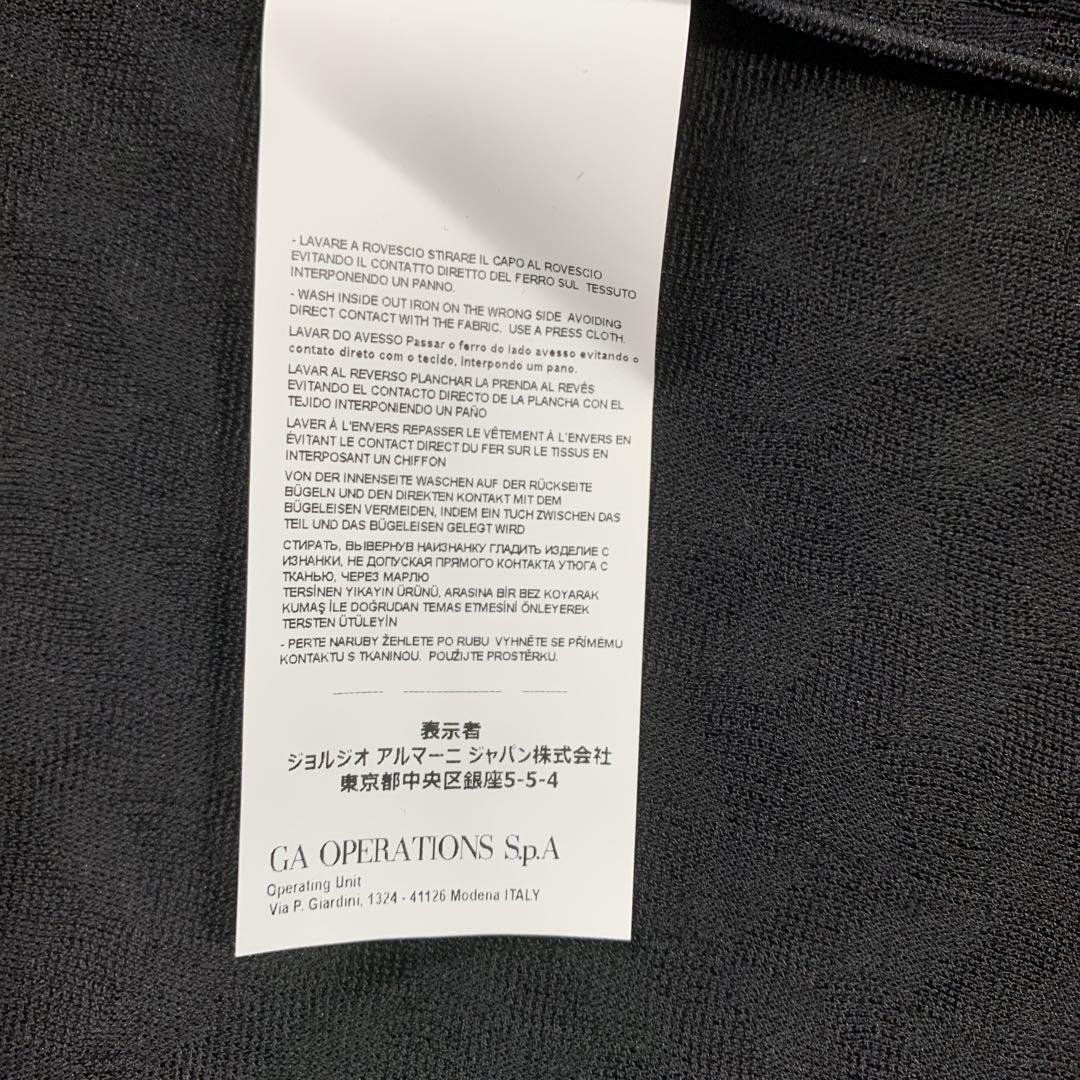 - LAVARE A ROVESCIO STIRARE IL CAPO AL ROVESCIO
EVITANDO IL CONTATTO DIRETTO DEL FERRO SUL TESSUTO
INTERPONENDO UN PANNO.
- WASH INSIDE OUT IRON ON THE WRONG SIDE AVOIDING
DIRECT CONTACT WITH THE FABRIC. USE A PRESS CLOTH.
LAVAR DO AVESSO Passar o ferro do lado avesso evitando o
contato direto com o tecido, interpondo um pano.
LAVAR AL REVERSO PLANCHAR LA PRENDA AL REVÉS
EVITANDO EL CONTACTO DIRECTO DE LA PLANCHA CON EL
TEJIDO INTERPONIENDO UN PAÑO
LAVER À L'ENVERS REPASSER LE VÊTEMENT À L'ENVERS EN
ÉVITANT LE CONTACT DIRECT DU FER SUR LE TISSUS EN
INTERPOSANT UN CHIFFON
VON DER INNENSEITE WASCHEN AUF DER RÜCKSEITE
BÜGELN UND DEN DIREKTEN KONTAKT MIT DEM
BÜGELEISEN VERMEIDEN, INDEM EIN TUCH ZWISCHEN DAS
TEIL UND DAS BÜGELEISEN GELEGT WIRD
СТИРАТЬ, ВЫВЕРНУВ НАИЗНАНКУ ГЛАДИТЬ ИЗДЕЛИЕ С
ИЗНАНКИ, НЕ ДОПУСКАЯ ПРЯМОГО КОНТАКТА УТЮГА С
ТКАНЬЮ, ЧЕРЕЗ МАРЛЮ
TERSİNEN YIKAYIN ÜRÜNÜ, ARASINA BİR BEZ KOYARAK
KUMAŞ İLE DOĞRUDAN TEMAS ETMESİNİ ÖNLEYEREK
TERSTEN ÜTÜLEYİN
- PERTE NARUBY ŽEHLETE PO RUBU VYHNĚTE SE PŘÍMÉMU
KONTAKTU S TKANINOU. POUŽIJTE PROSTĚRKU.
表示者
ジョルジオ アルマーニ ジャパン株式会社
東京都中央区銀座5-5-4
GA OPERATIONS S.p.A
Operating Unit
Via P. Giardini, 1324 - 41126 Modena ITALY